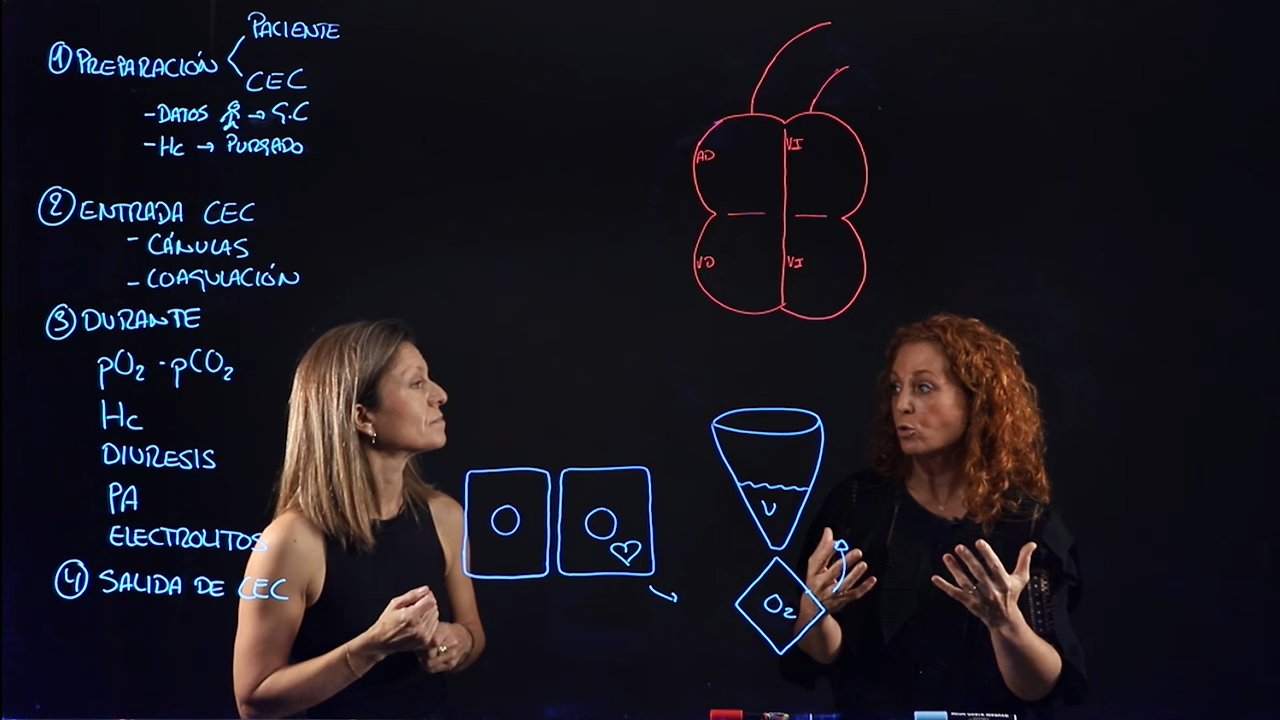 ① PREPARACIÓN
PACIENTE
CEC
- DATOS → G.C
- Hc → PURGADO
② ENTRADA CEC
- CÁNULAS
- COAGULACIÓN
③ DURANTE
pO₂ · pCO₂
Hc
DIURESIS
PA
ELECTROLITOS
④ SALIDA DE CEC
AD
VI
VD
VI
V
O₂